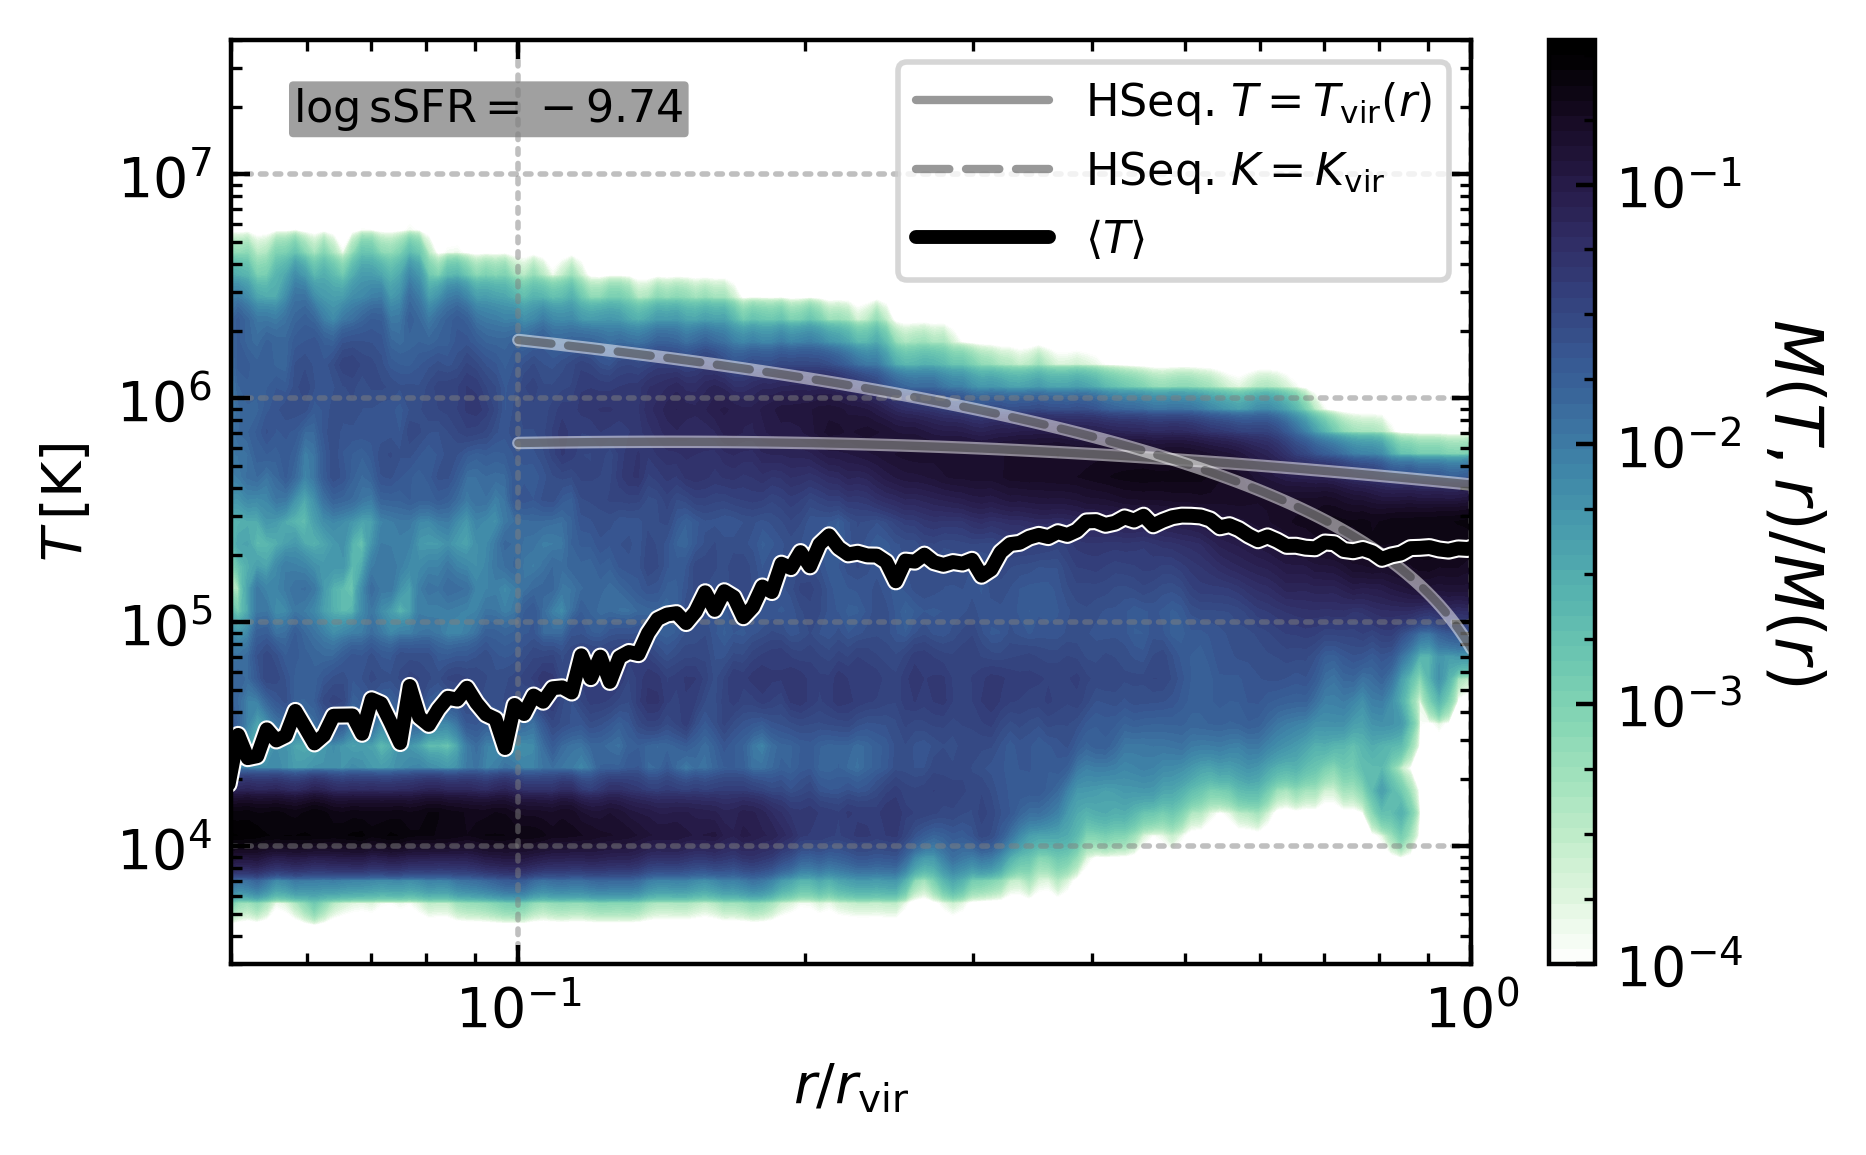 log sSFR = −9.74
HSeq. T = T_vir(r)
HSeq. K = K_vir
⟨T⟩
T [K]
10^7
10^6
10^5
10^4
10^−1
10^0
r/r_vir
10^−1
10^−2
10^−3
10^−4
M(T, r)/M(r)